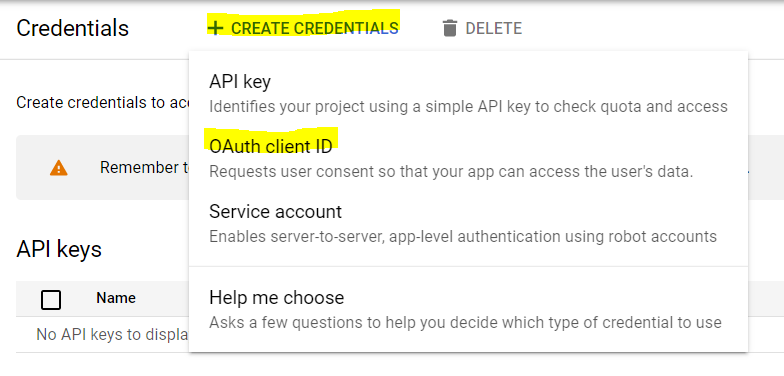 Credentials
+ CREATE CREDENTIALS
DELETE
API key
Identifies your project using a simple API key to check quota and access
Create credentials to acc
OAuth client ID
Requests user consent so that your app can access the user's data.
Remember t
Service account
Enables server-to-server, app-level authentication using robot accounts
API keys
Name
Help me choose
Asks a few questions to help you decide which type of credential to use
No API keys to displa